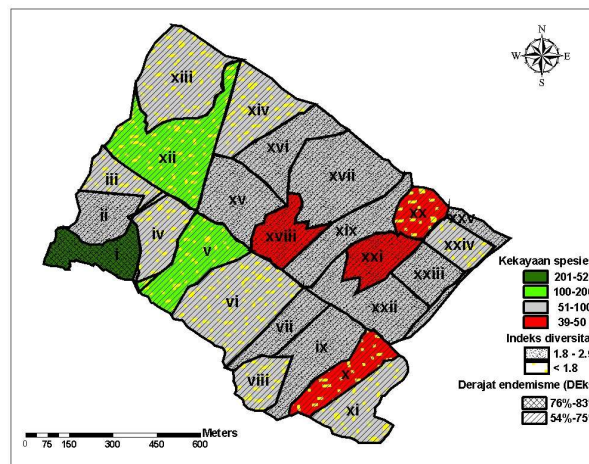 N
W E
S
xiii
xiv
xii
xvi
iii
xvii
xv
ii
xx
xxv
iv
xviii
xix
xxiv
i
v
xxi
xxiii
vi
xxii
vii
ix
viii
x
xi
Kekayaan spesie
201-52
100-200
51-100
39-50
Indeks diversita
1.8 - 2.9
< 1.8
Derajat endemisme (DEk
76%-83%
54%-75%
Meters
0 75 150 300 450 600